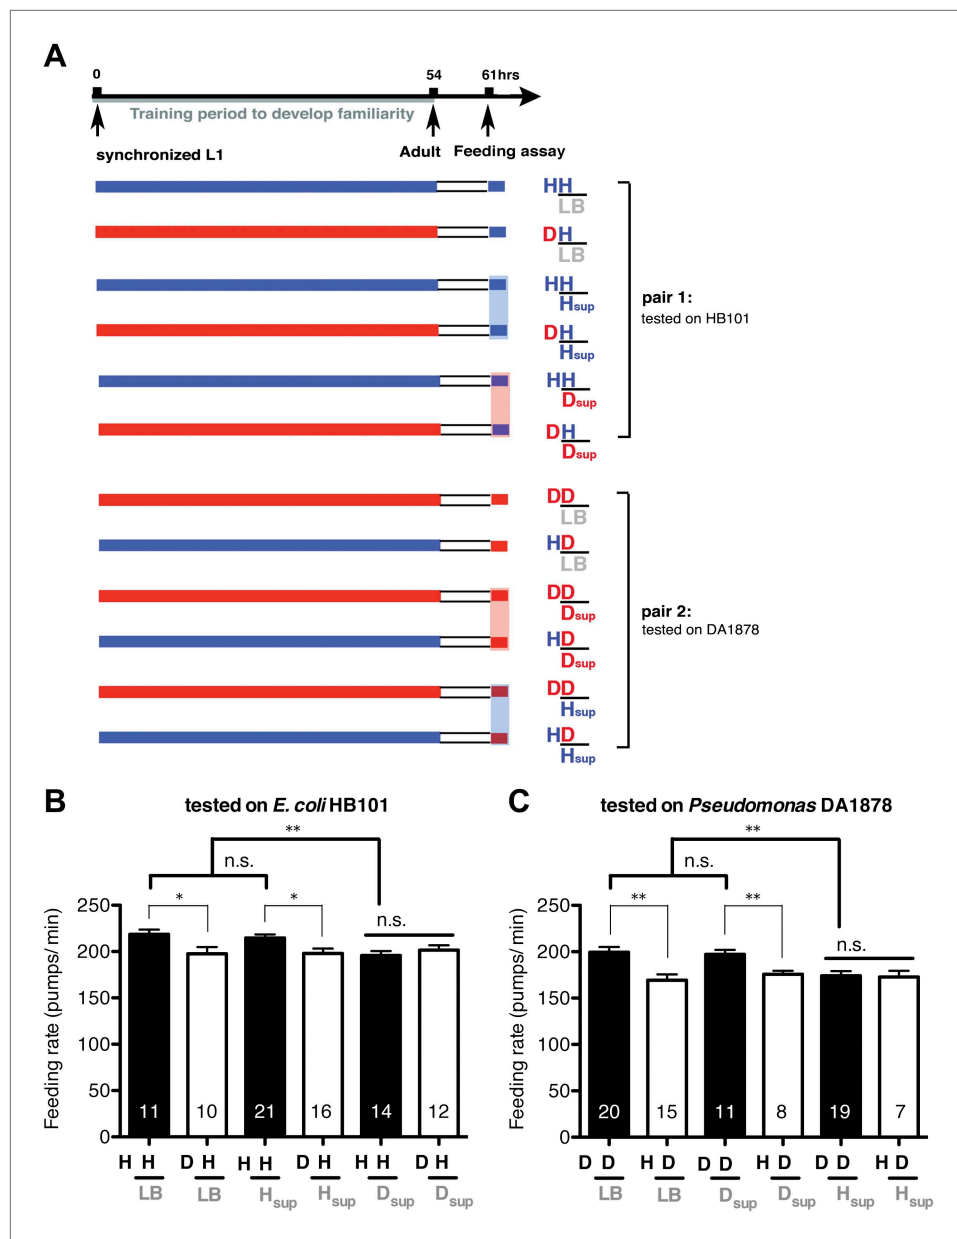 A
0 54 61hrs
Training period to develop familiarity
synchronized L1 Adult Feeding assay
HH
LB
DH
LB
HH
Hsup
DH
Hsup
HH
Dsup
DH
Dsup
pair 1:
tested on HB101
DD
LB
HD
LB
DD
Dsup
HD
Dsup
DD
Hsup
HD
Hsup
pair 2:
tested on DA1878
B
tested on E. coli HB101
**
n.s.
* * n.s.
Feeding rate (pumps/min)
250
200
150
100
50
0
11 10 21 16 14 12
H H D H H H D H H H D H
LB LB Hsup Hsup Dsup Dsup
C
tested on Pseudomonas DA1878
**
n.s.
** ** n.s.
Feeding rate (pumps/min)
250
200
150
100
50
0
20 15 11 8 19 7
D D H D D D H D D D H D
LB LB Dsup Dsup Hsup Hsup